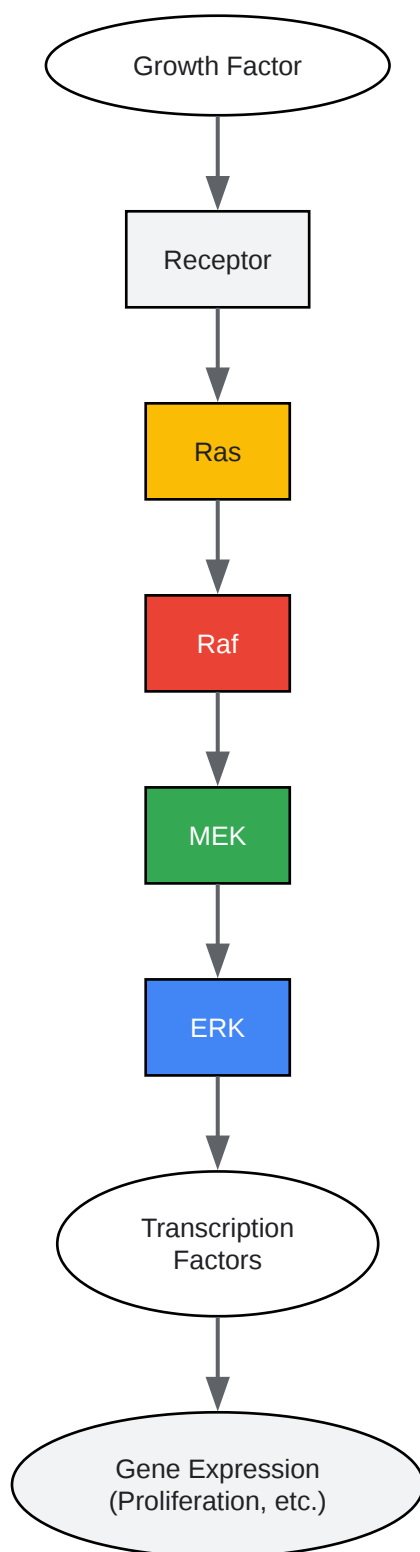 Growth Factor
Receptor
Ras
Raf
MEK
ERK
Transcription
Factors
Gene Expression
(Proliferation, etc.)